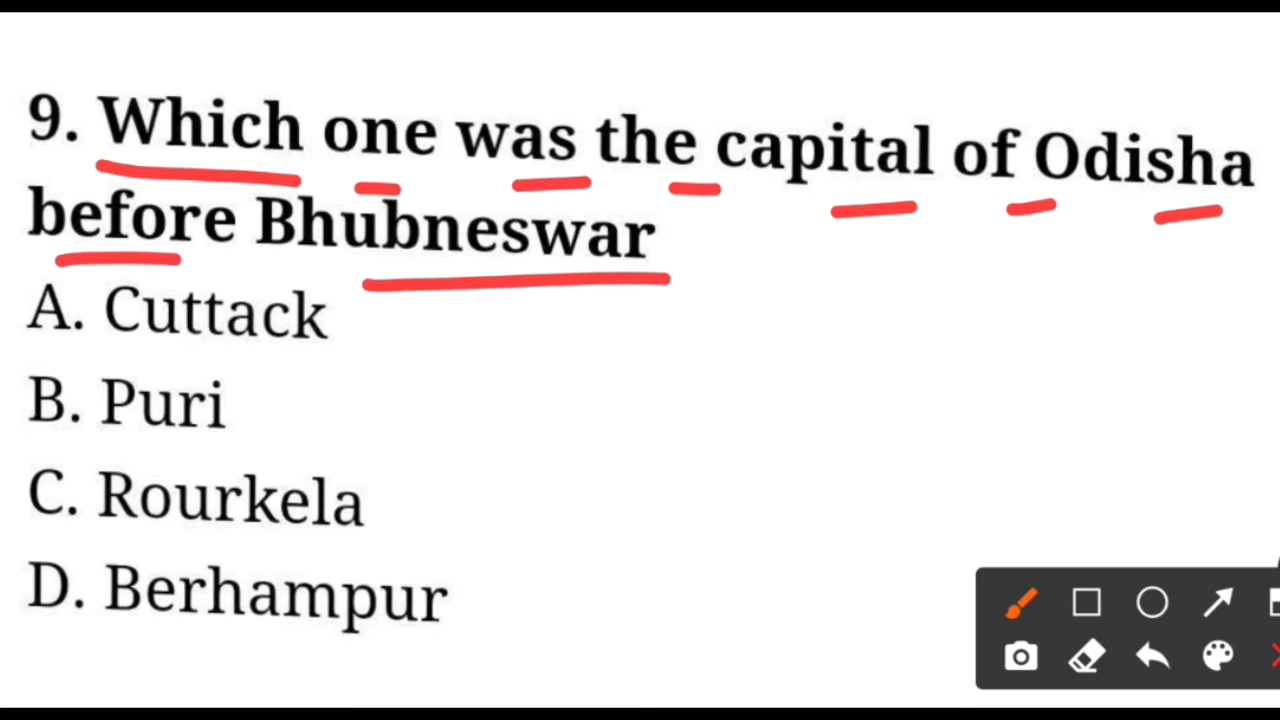 9. Which one was the capital of Odisha
before Bhubneswar
A. Cuttack
B. Puri
C. Rourkela
D. Berhampur